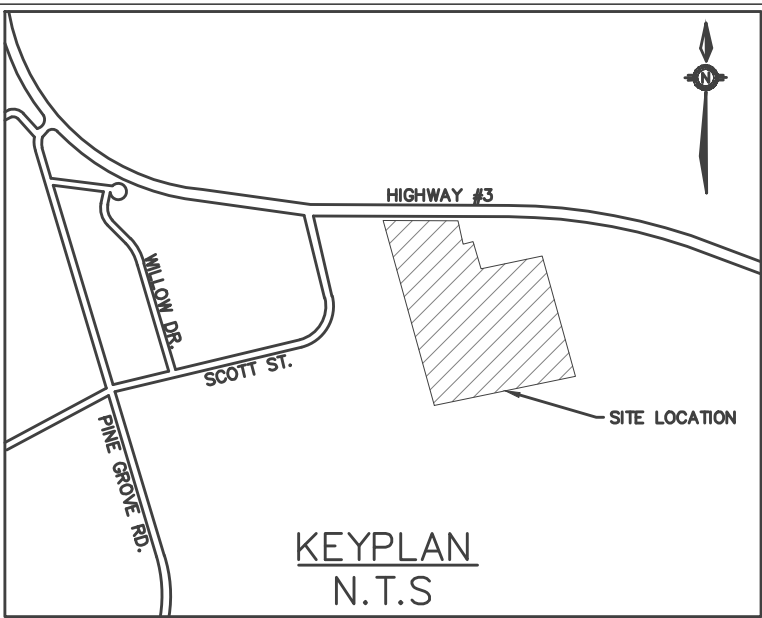 N
HIGHWAY #3
WILLOW DR.
SCOTT ST.
PINE GROVE RD.
SITE LOCATION
KEYPLAN
N.T.S